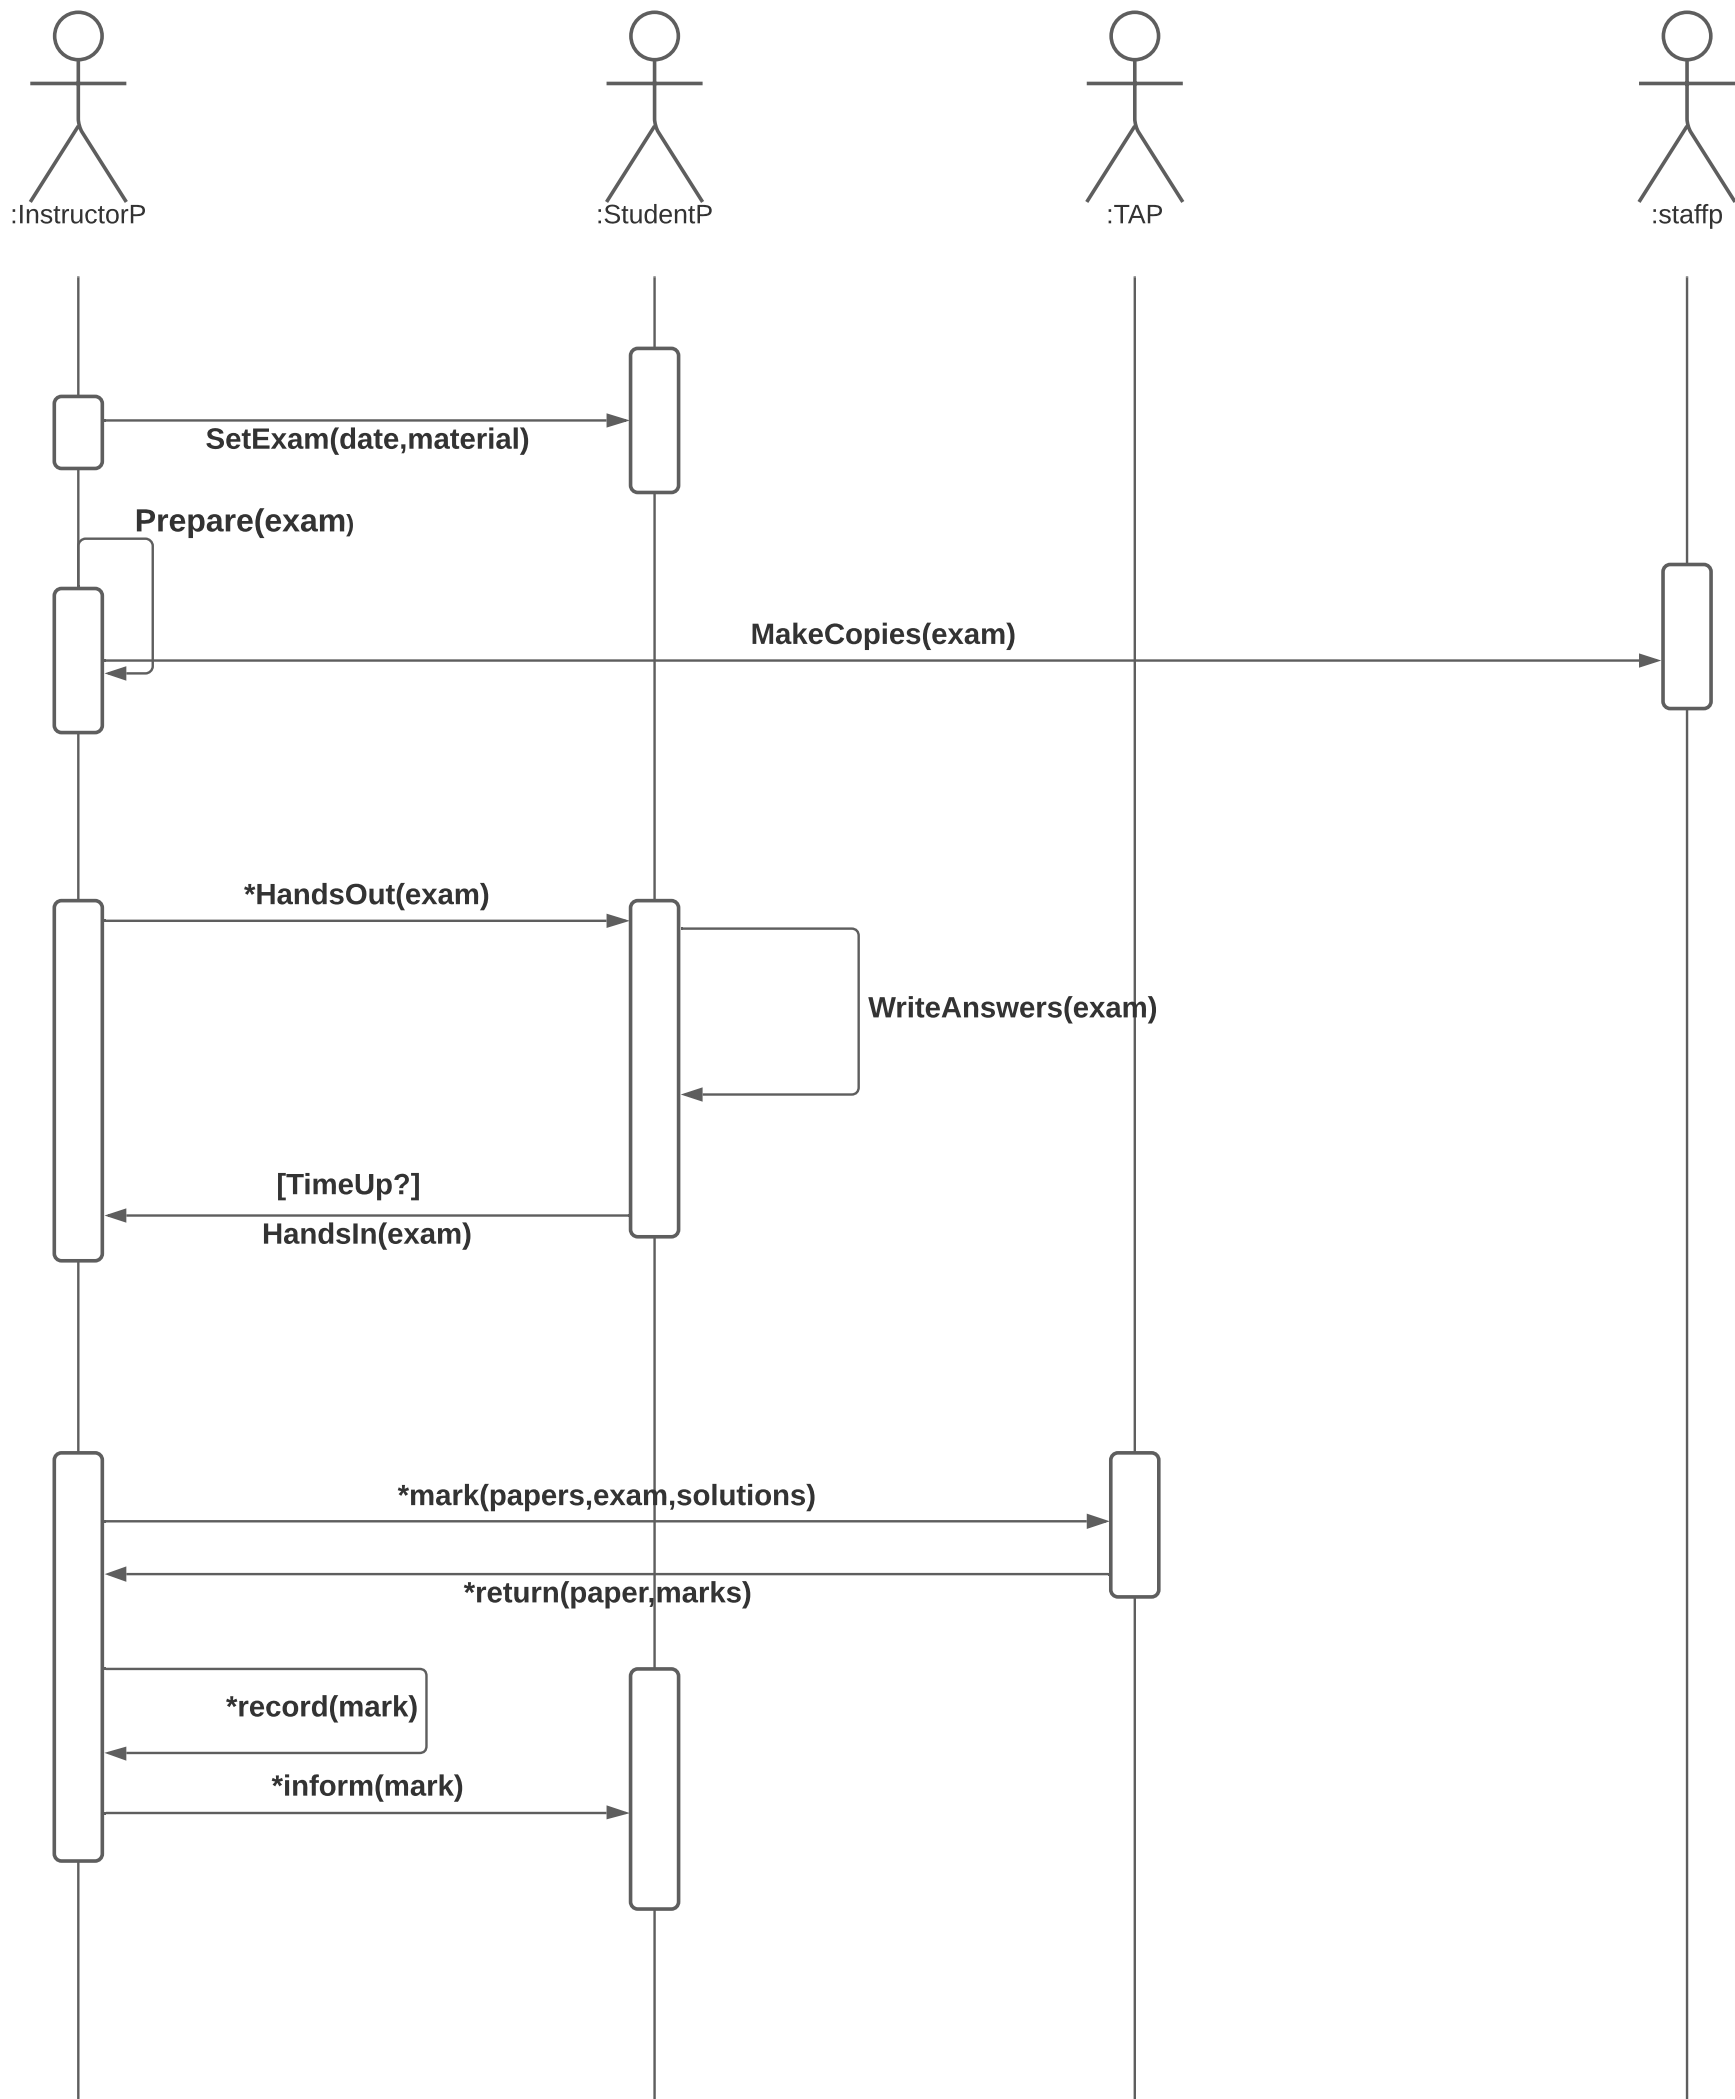 :InstructorP
:StudentP
:TAP
:staffp
SetExam(date,material)
Prepare(exam)
MakeCopies(exam)
*HandsOut(exam)
WriteAnswers(exam)
[TimeUp?]
HandsIn(exam)
*mark(papers,exam,solutions)
*return(paper,marks)
*record(mark)
*inform(mark)